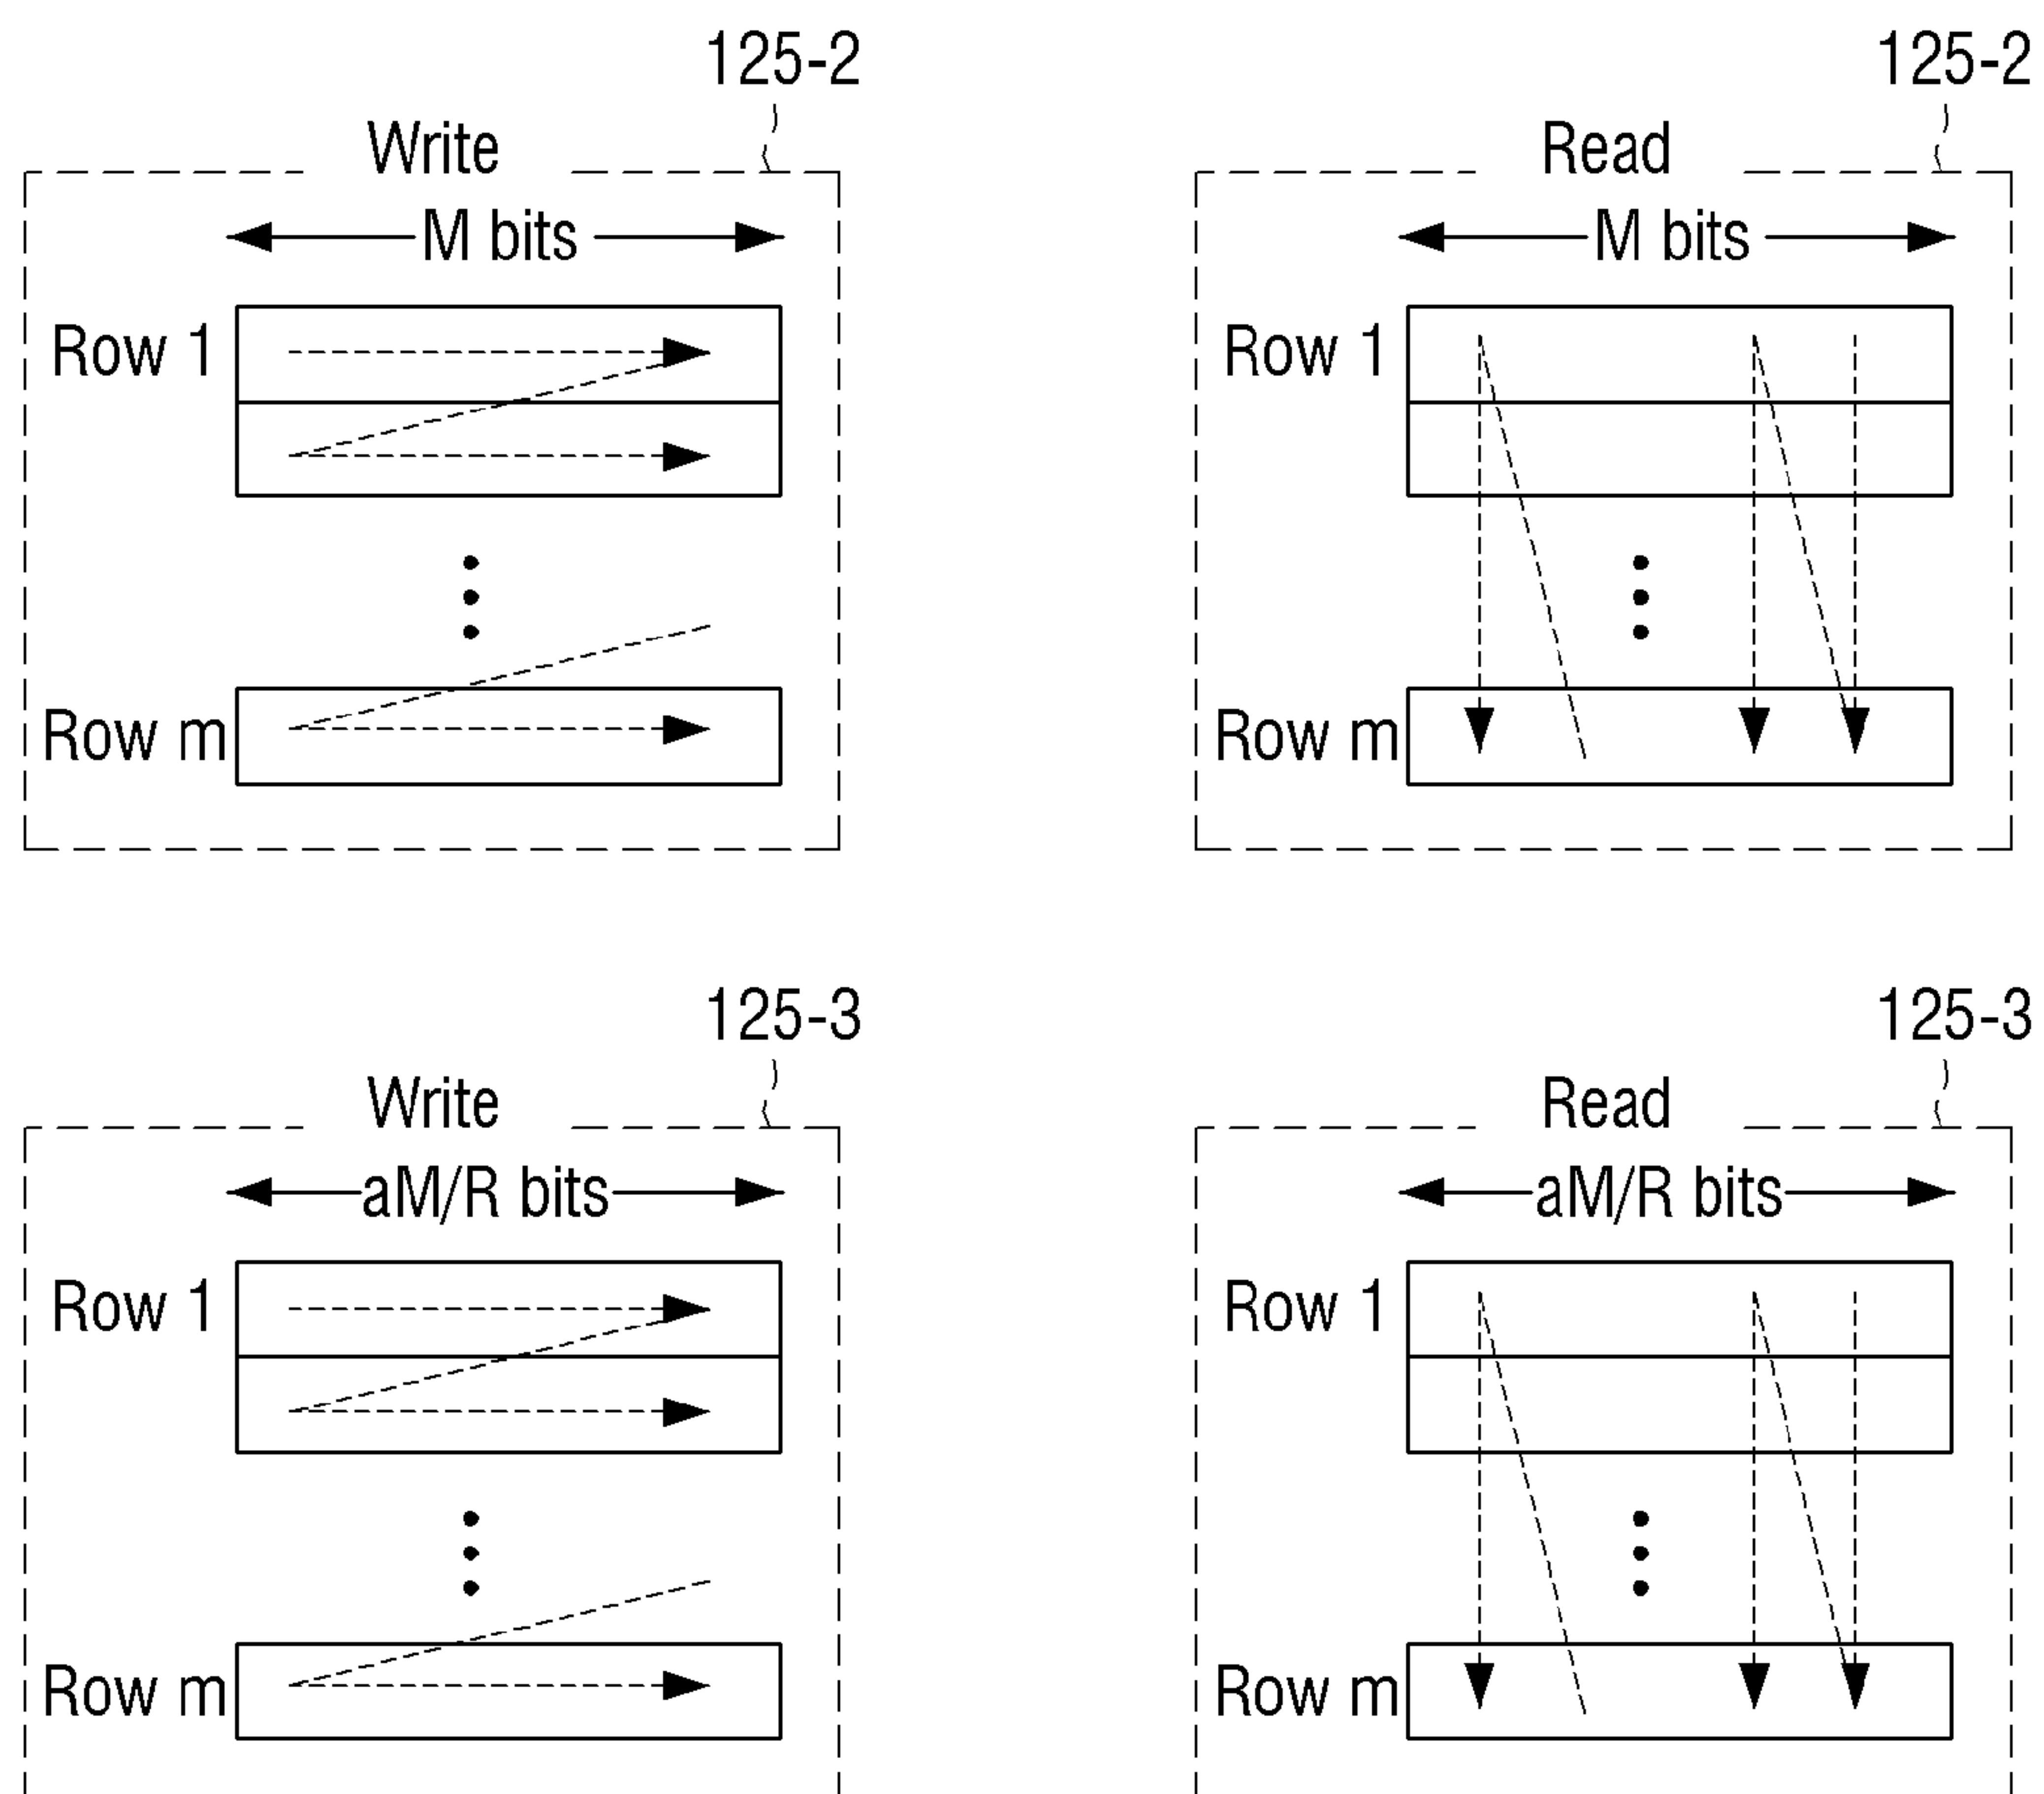 125-2
125-2
Write
Read
M bits
M bits
Row 1
Row 1
Row m
Row m
125-3
125-3
Write
Read
aM/R bits
aM/R bits
Row 1
Row 1
Row m
Row m